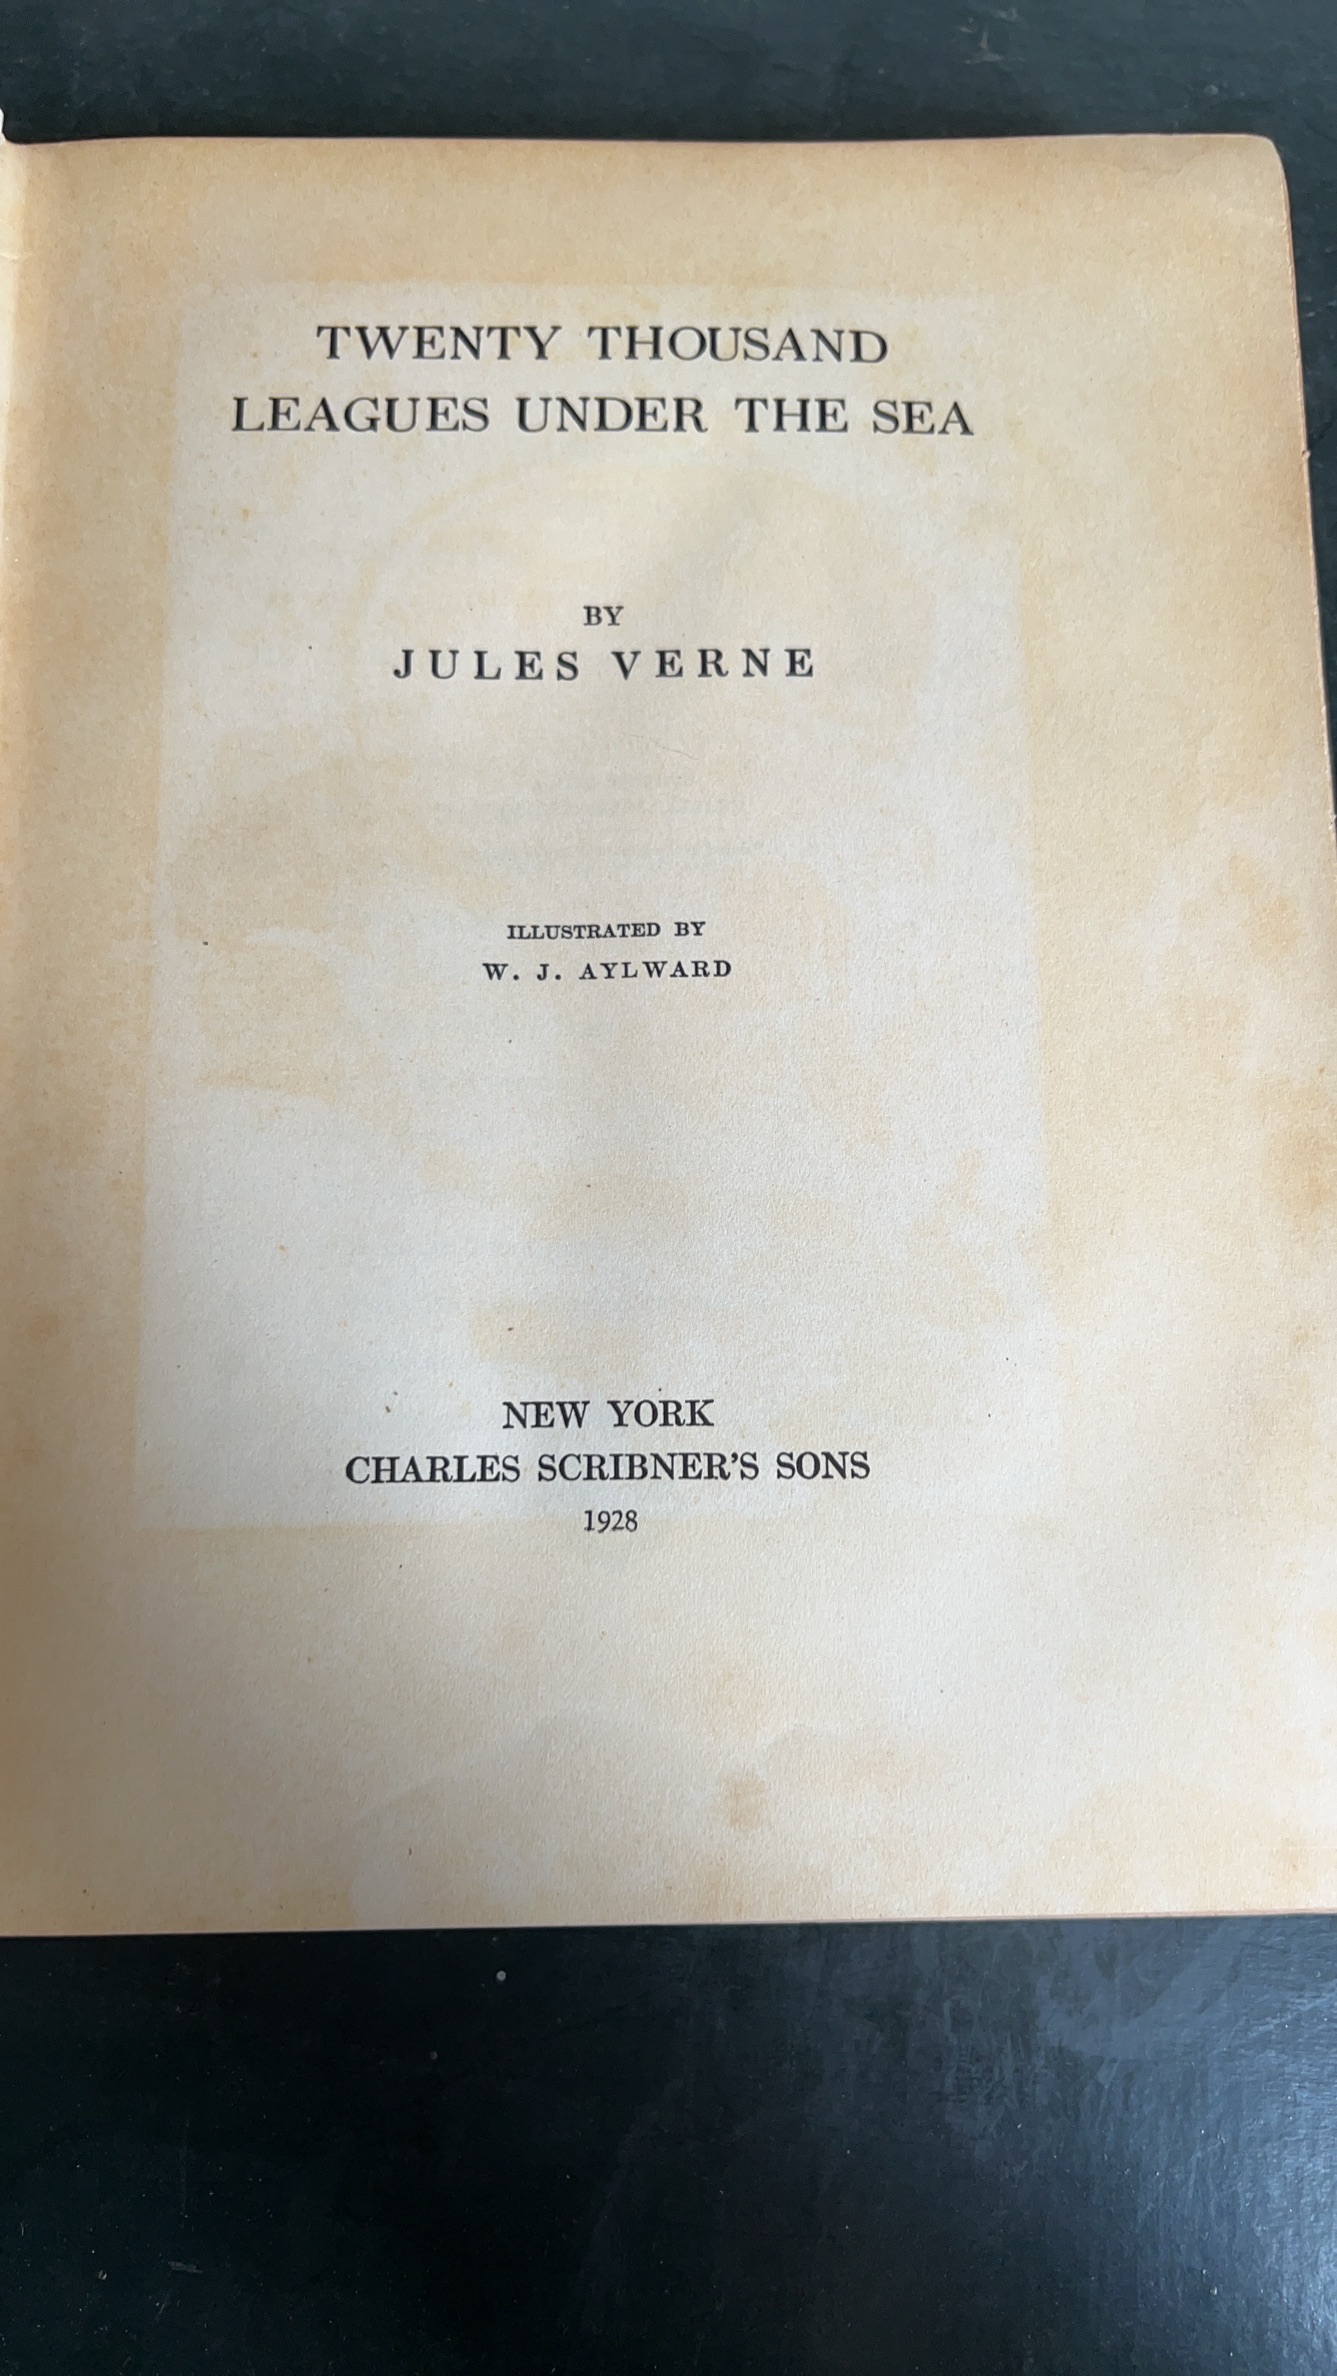 TWENTY THOUSAND
LEAGUES UNDER THE SEA
BY
JULES VERNE
ILLUSTRATED BY
W. J. AYLWARD
NEW YORK
CHARLES SCRIBNER'S SONS
1928